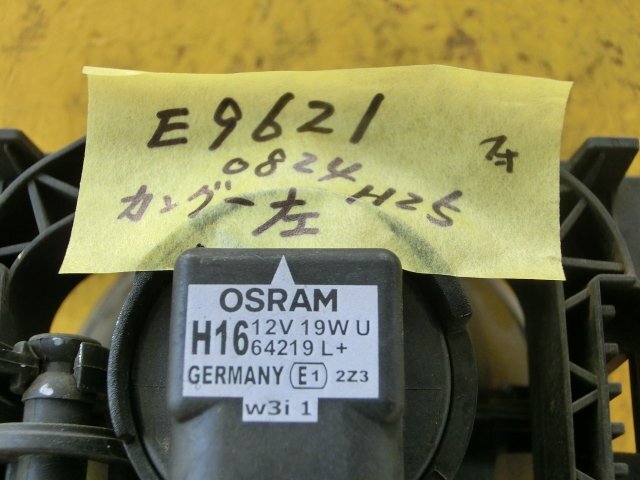 E9621
0824
カングー左 H25
OSRAM
H16 12V 19W U
64219 L+
GERMANY E1 2Z3
w3i 1